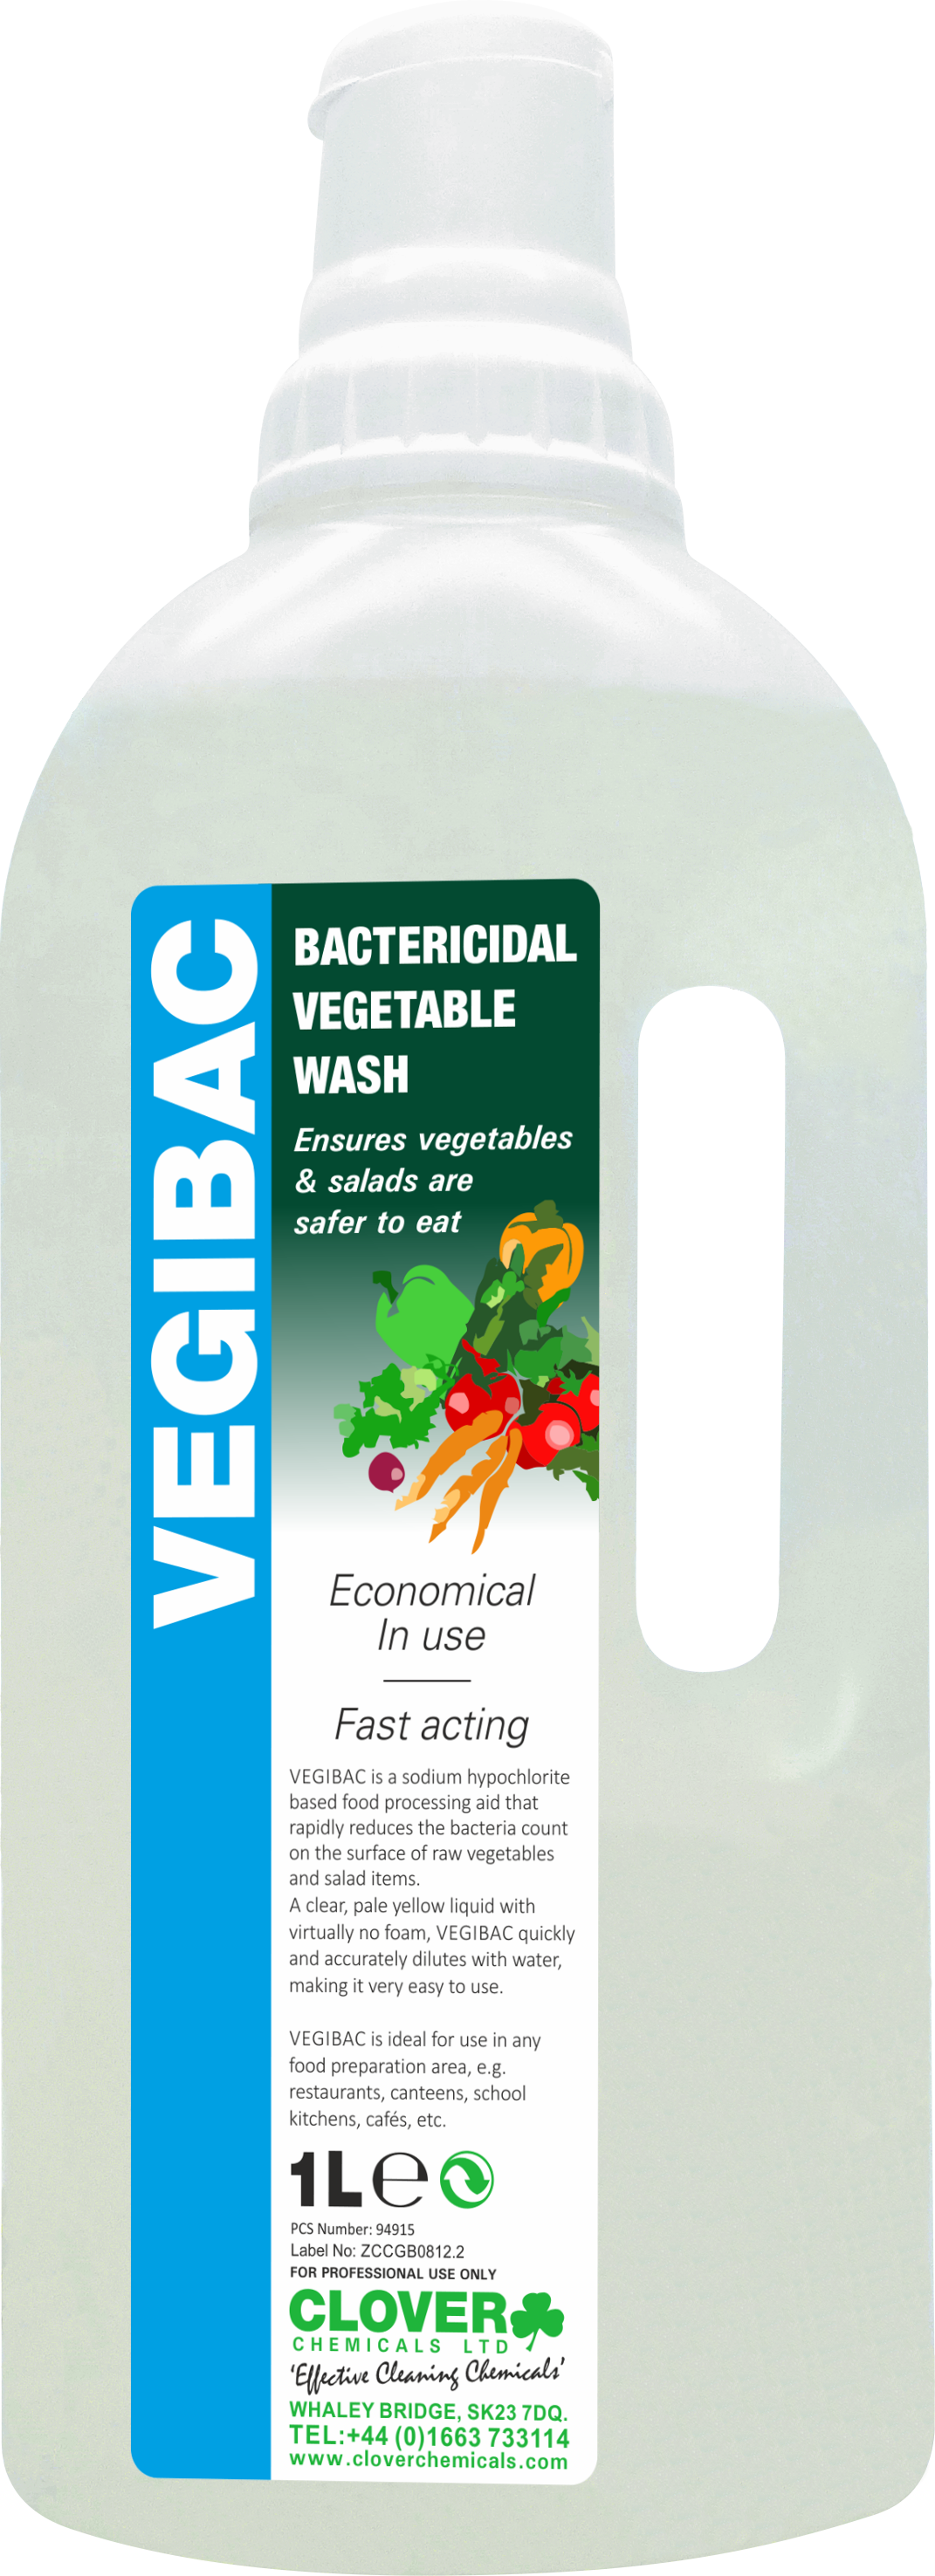 VEGIBAC
BACTERICIDAL
VEGETABLE
WASH
Ensures vegetables
& salads are
safer to eat
Economical
In use
Fast acting
VEGIBAC is a sodium hypochlorite
based food processing aid that
rapidly reduces the bacteria count
on the surface of raw vegetables
and salad items.
A clear, pale yellow liquid with
virtually no foam, VEGIBAC quickly
and accurately dilutes with water,
making it very easy to use.
VEGIBAC is ideal for use in any
food preparation area, e.g.
restaurants, canteens, school
kitchens, cafés, etc.
1L e
PCS Number: 94915
Label No: ZCCGB0812.2
FOR PROFESSIONAL USE ONLY
CLOVER
CHEMICALS LTD
'Effective Cleaning Chemicals'
WHALEY BRIDGE, SK23 7DQ.
TEL:+44 (0)1663 733114
www.cloverchemicals.com